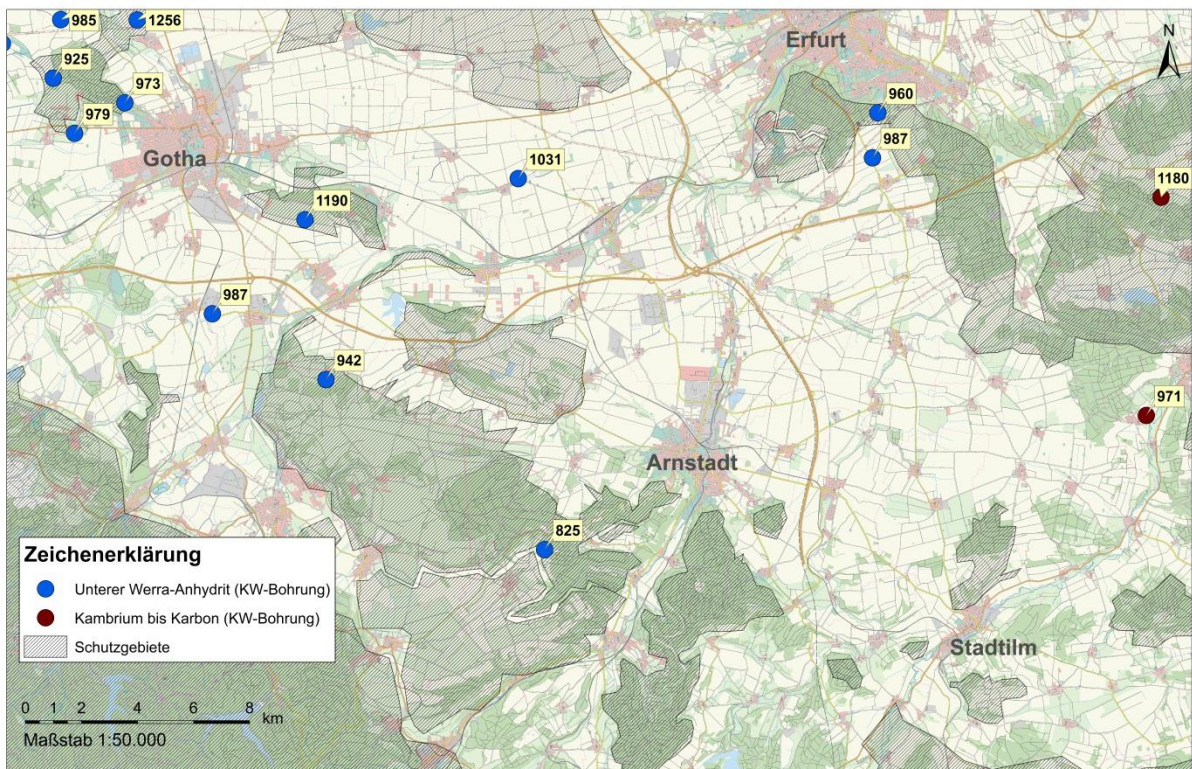 985
1256
Erfurt
N
925
973
960
979
987
Gotha
1031
1180
1190
987
942
971
Arnstadt
825
Zeichenerklärung
Unterer Werra-Anhydrit (KW-Bohrung)
Kambrium bis Karbon (KW-Bohrung)
Schutzgebiete
Stadtilm
0 1 2 4 6 8
km
Maßstab 1:50.000